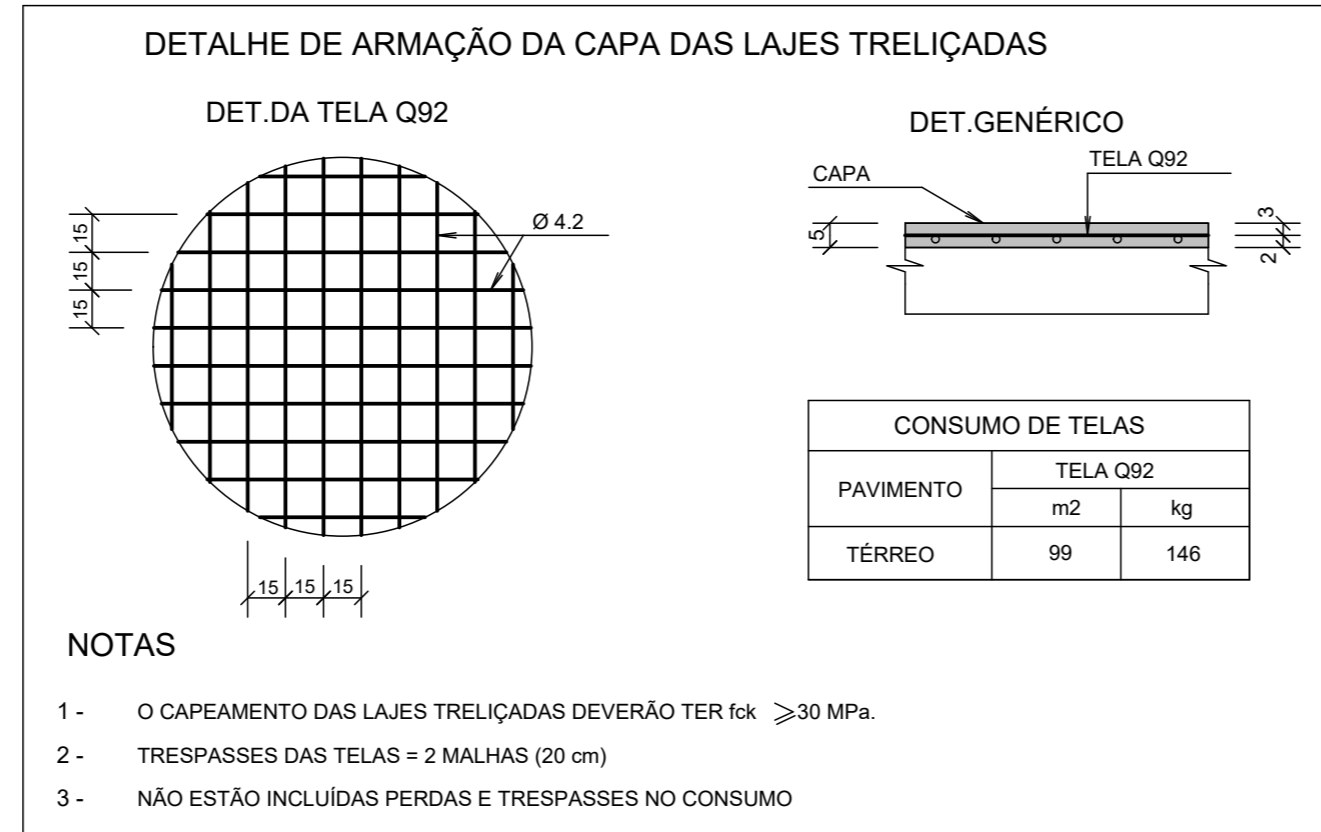 DETALHE DE ARMAÇÃO DA CAPA DAS LAJES TRELIÇADAS
DET.DA TELA Q92
Ø 4.2
15
15
15
15
15
15
DET.GENÉRICO
CAPA
TELA Q92
5
3
2
CONSUMO DE TELAS
PAVIMENTO
TELA Q92
m2
kg
TÉRREO
99
146
NOTAS
1 - O CAPEAMENTO DAS LAJES TRELIÇADAS DEVERÃO TER fck ⩾30 MPa.
2 - TRESPASSES DAS TELAS = 2 MALHAS (20 cm)
3 - NÃO ESTÃO INCLUÍDAS PERDAS E TRESPASSES NO CONSUMO